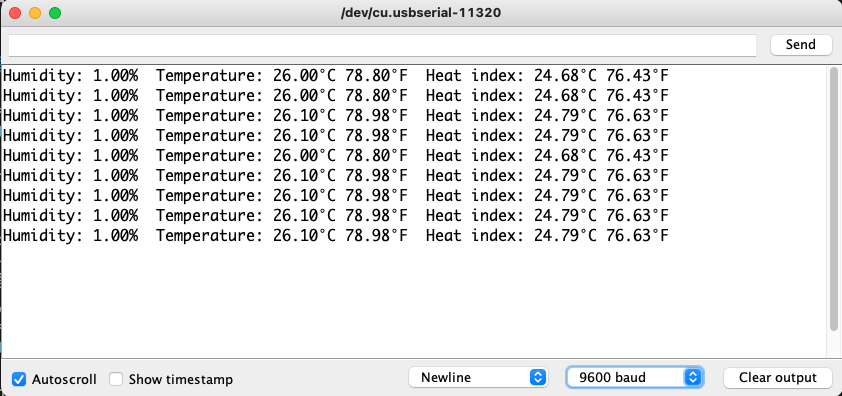 /dev/cu.usbserial-11320
Send
Humidity: 1.00%  Temperature: 26.00°C 78.80°F  Heat index: 24.68°C 76.43°F
Humidity: 1.00%  Temperature: 26.00°C 78.80°F  Heat index: 24.68°C 76.43°F
Humidity: 1.00%  Temperature: 26.10°C 78.98°F  Heat index: 24.79°C 76.63°F
Humidity: 1.00%  Temperature: 26.10°C 78.98°F  Heat index: 24.79°C 76.63°F
Humidity: 1.00%  Temperature: 26.00°C 78.80°F  Heat index: 24.68°C 76.43°F
Humidity: 1.00%  Temperature: 26.10°C 78.98°F  Heat index: 24.79°C 76.63°F
Humidity: 1.00%  Temperature: 26.10°C 78.98°F  Heat index: 24.79°C 76.63°F
Humidity: 1.00%  Temperature: 26.10°C 78.98°F  Heat index: 24.79°C 76.63°F
Humidity: 1.00%  Temperature: 26.10°C 78.98°F  Heat index: 24.79°C 76.63°F
Autoscroll  Show timestamp  Newline  9600 baud  Clear output